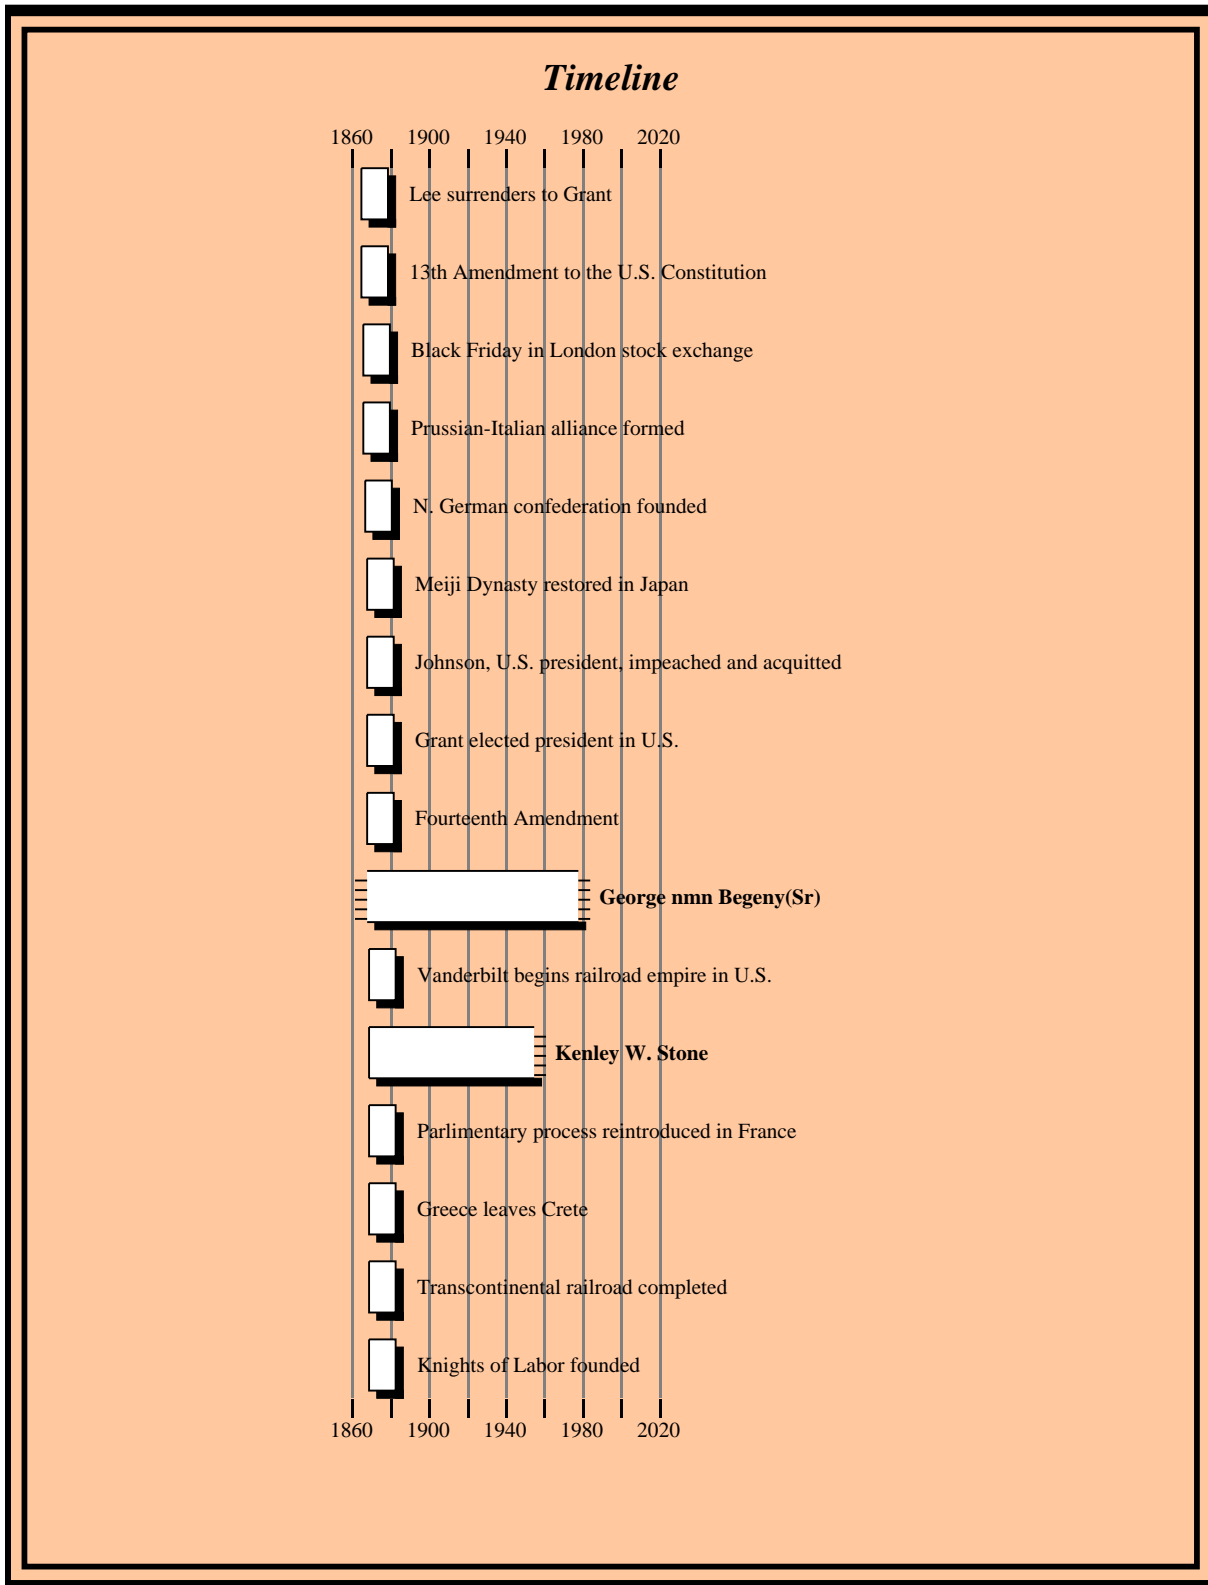 Timeline
1860 1900 1940 1980 2020
Lee surrenders to Grant
13th Amendment to the U.S. Constitution
Black Friday in London stock exchange
Prussian-Italian alliance formed
N. German confederation founded
Meiji Dynasty restored in Japan
Johnson, U.S. president, impeached and acquitted
Grant elected president in U.S.
Fourteenth Amendment
George nmn Begeny(Sr)
Vanderbilt begins railroad empire in U.S.
Kenley W. Stone
Parlimentary process reintroduced in France
Greece leaves Crete
Transcontinental railroad completed
Knights of Labor founded
1860 1900 1940 1980 2020